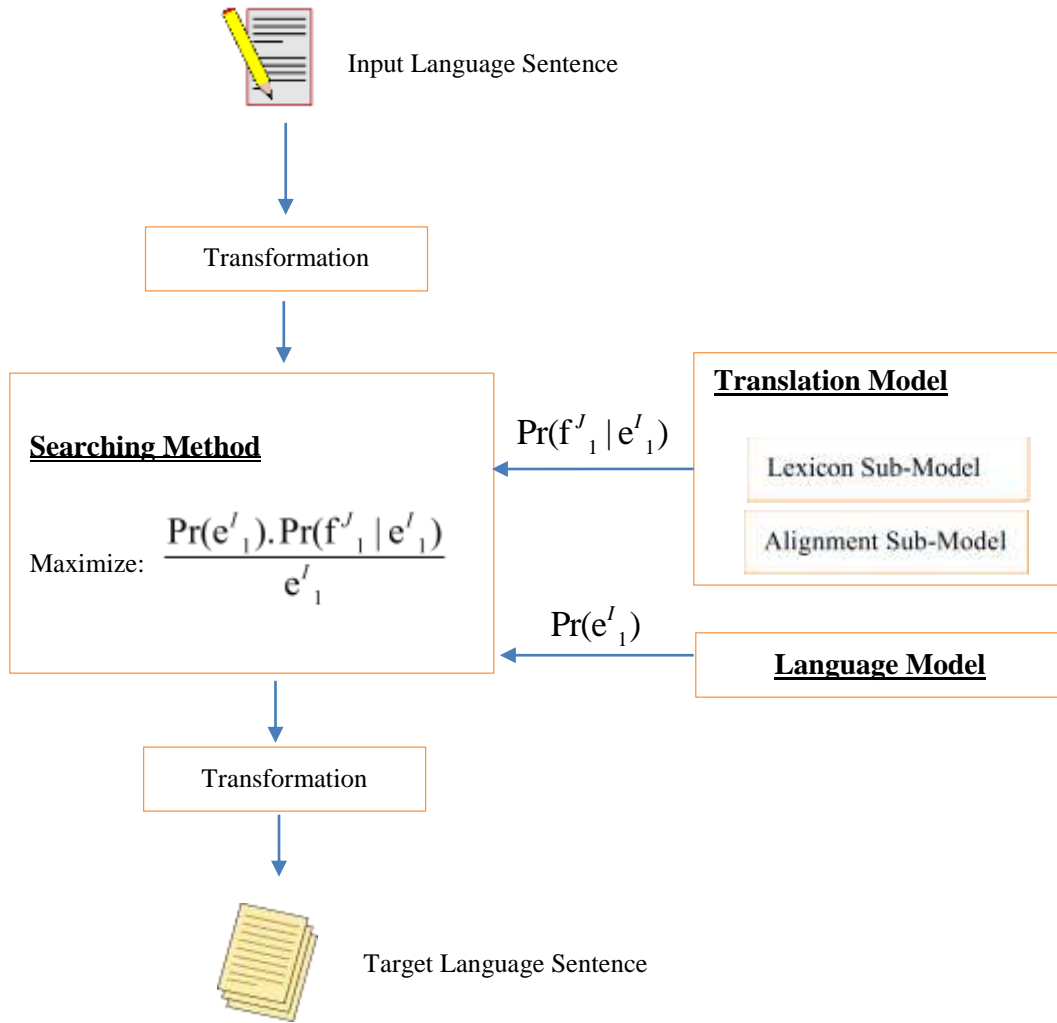 Input Language Sentence
Transformation
Searching Method
Maximize: Pr(e^I_1).Pr(f^J_1 | e^I_1)
e^I_1
Pr(f^J_1 | e^I_1)
Translation Model
Lexicon Sub-Model
Alignment Sub-Model
Pr(e^I_1)
Language Model
Transformation
Target Language Sentence